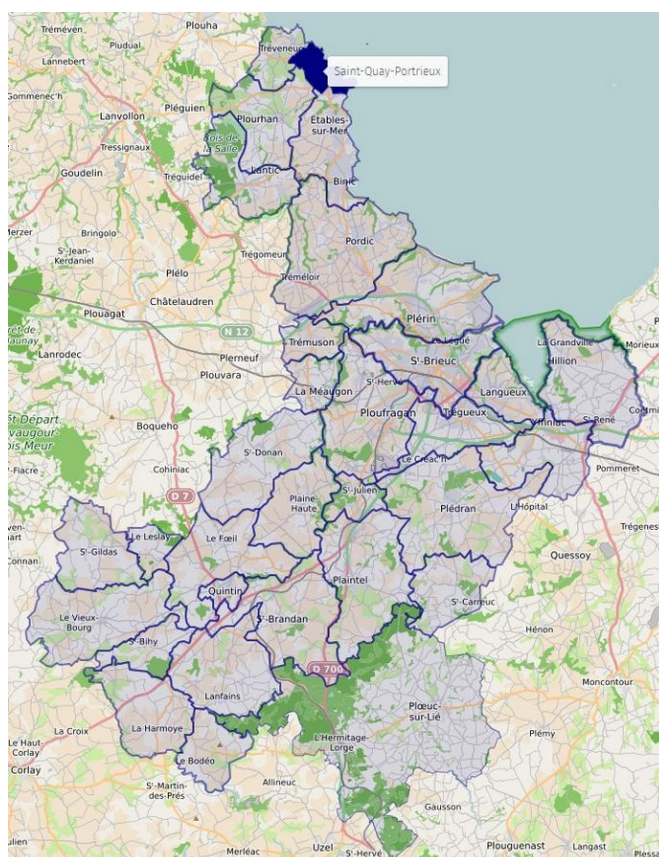 Tréméven
Plouha
Pludual
Tréveneuc
Lannebert
Saint-Quay-Portrieux
Gommenec'h
Pléguien
Lanvollon
Plourhan
Étables-
sur-Mer
Bois de
la Salle
Tressignaux
Goudelin
Tréguidel
Lantic
Binic
Bringolo
Sᵗ-Jean-
Kerdaniel
Trégomeur
Pordic
Plélo
Tréméloir
Châtelaudren
Plouagat
Plérin
N 12
Trémuson
Le Légué
La Grandville
Morieux
Lanrodec
Plerneuf
Sᵗ-Brieuc
Hillion
Plouvara
Sᵗ-Hervé
La Méaugon
Langueux
Ploufragan
Trégueux
Yffiniac
Sᵗ-René
Boqueho
Sᵗ-Donan
Cohiniac
Le Créac'h
Pommeret
D 7
Plaine-
Haute
Sᵗ-Julien
Plédran
L'Hôpital
Le Leslay
Le Fœil
Sᵗ-Gildas
Plaintel
Quessoy
Quintin
Sᵗ-Carreuc
Le Vieux-
Bourg
Sᵗ-Bihy
Sᵗ-Brandan
Hénon
D 700
Moncontour
Lanfains
La Croix
La Harmoye
Plœuc-
sur-Lié
L'Hermitage-
Lorge
Plémy
Le Haut-
Corlay
Le Bodéo
Corlay
Allineuc
Sᵗ-Martin-
des-Prés
Gausson
Uzel
Merléac
Sᵗ-Hervé
Plouguenast
Langast